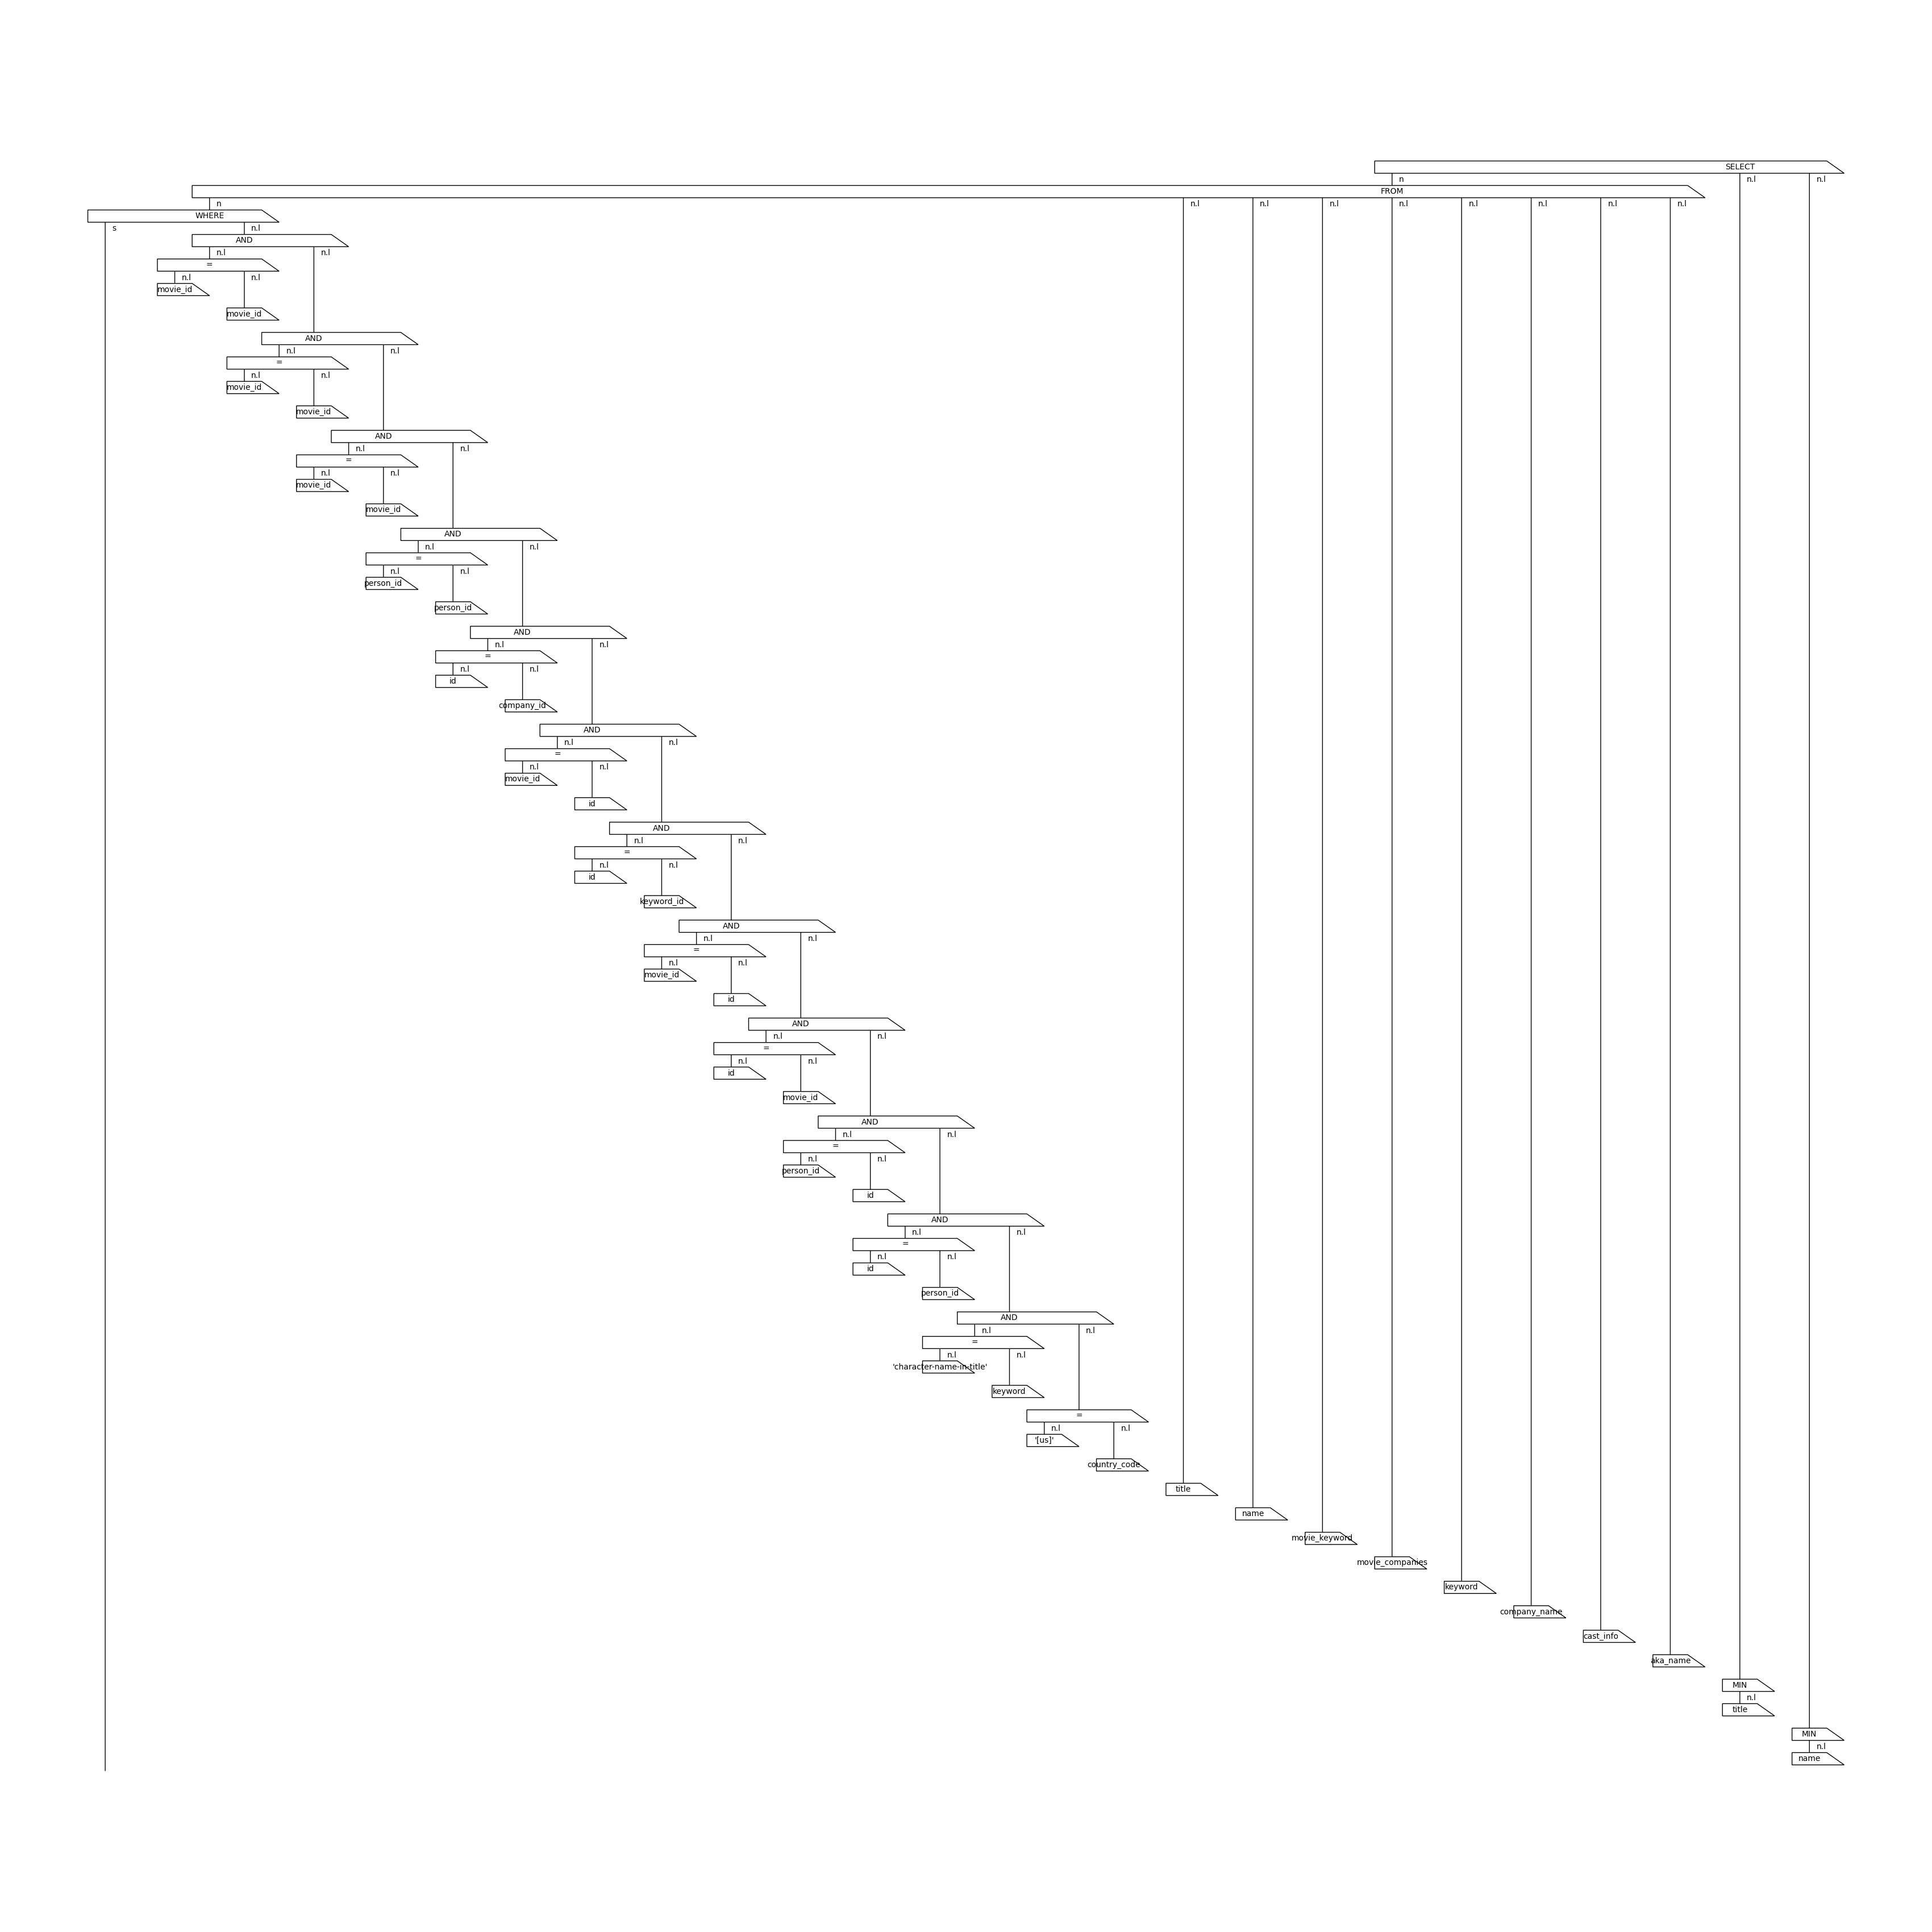 SELECT
n n.l n.l
FROM
n n.l n.l n.l n.l n.l n.l n.l n.l
WHERE
s n.l
AND
n.l n.l
=
n.l n.l
movie_id
movie_id
AND
n.l n.l
=
n.l n.l
movie_id
movie_id
AND
n.l n.l
=
n.l n.l
movie_id
movie_id
AND
n.l n.l
=
n.l n.l
person_id
person_id
AND
n.l n.l
=
n.l n.l
id
company_id
AND
n.l n.l
=
n.l n.l
movie_id
id
AND
n.l n.l
=
n.l n.l
id
keyword_id
AND
n.l n.l
=
n.l n.l
movie_id
id
AND
n.l n.l
=
n.l n.l
id
movie_id
AND
n.l n.l
=
n.l n.l
person_id
id
AND
n.l n.l
=
n.l n.l
id
person_id
AND
n.l n.l
=
n.l n.l
'character-name-in-title'
keyword
=
n.l n.l
'[us]'
country_code
title
name
movie_keyword
movie_companies
keyword
company_name
cast_info
aka_name
MIN
n.l
title
MIN
n.l
name